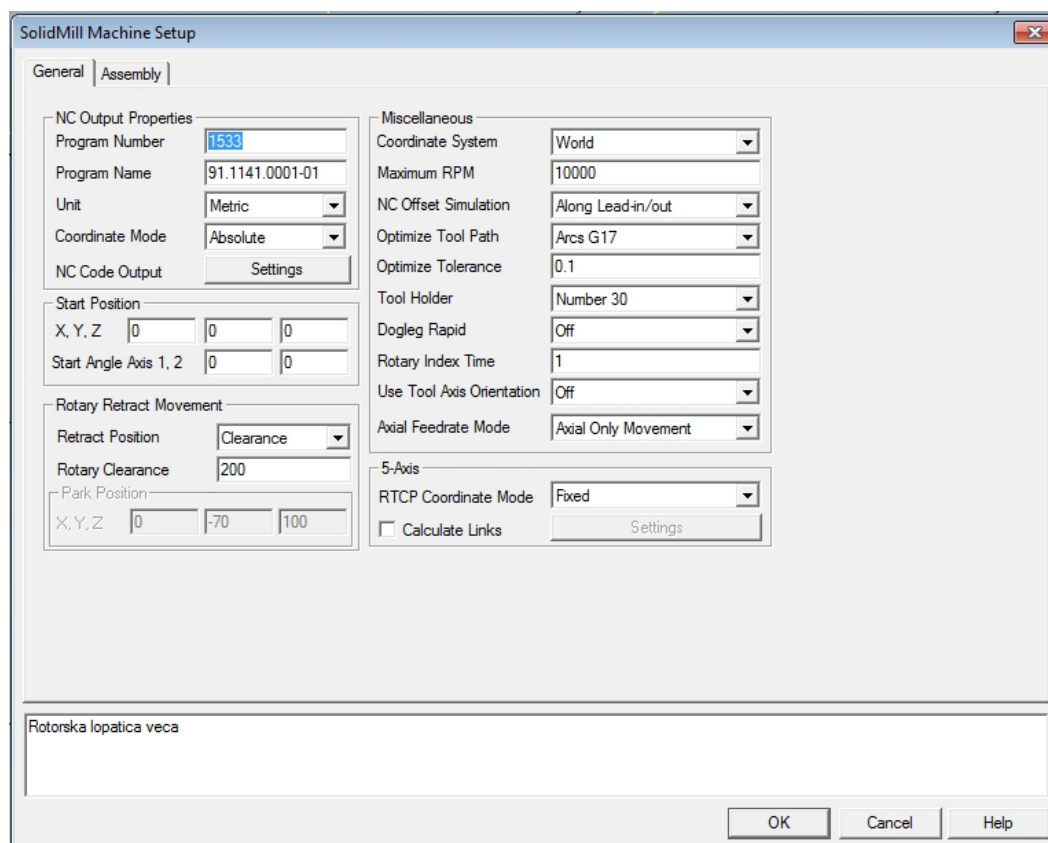 SolidMill Machine Setup
General
Assembly
NC Output Properties
Program Number 1533
Program Name 91.1141.0001-01
Unit Metric
Coordinate Mode Absolute
NC Code Output Settings
Start Position
X, Y, Z 0 0 0
Start Angle Axis 1, 2 0 0
Rotary Retract Movement
Retract Position Clearance
Rotary Clearance 200
Park Position
X, Y, Z 0 -70 100
Miscellaneous
Coordinate System World
Maximum RPM 10000
NC Offset Simulation Along Lead-in/out
Optimize Tool Path Arcs G17
Optimize Tolerance 0.1
Tool Holder Number 30
Dogleg Rapid Off
Rotary Index Time 1
Use Tool Axis Orientation Off
Axial Feedrate Mode Axial Only Movement
5-Axis
RTCP Coordinate Mode Fixed
Calculate Links Settings
Rotorska lopatica veca
OK Cancel Help